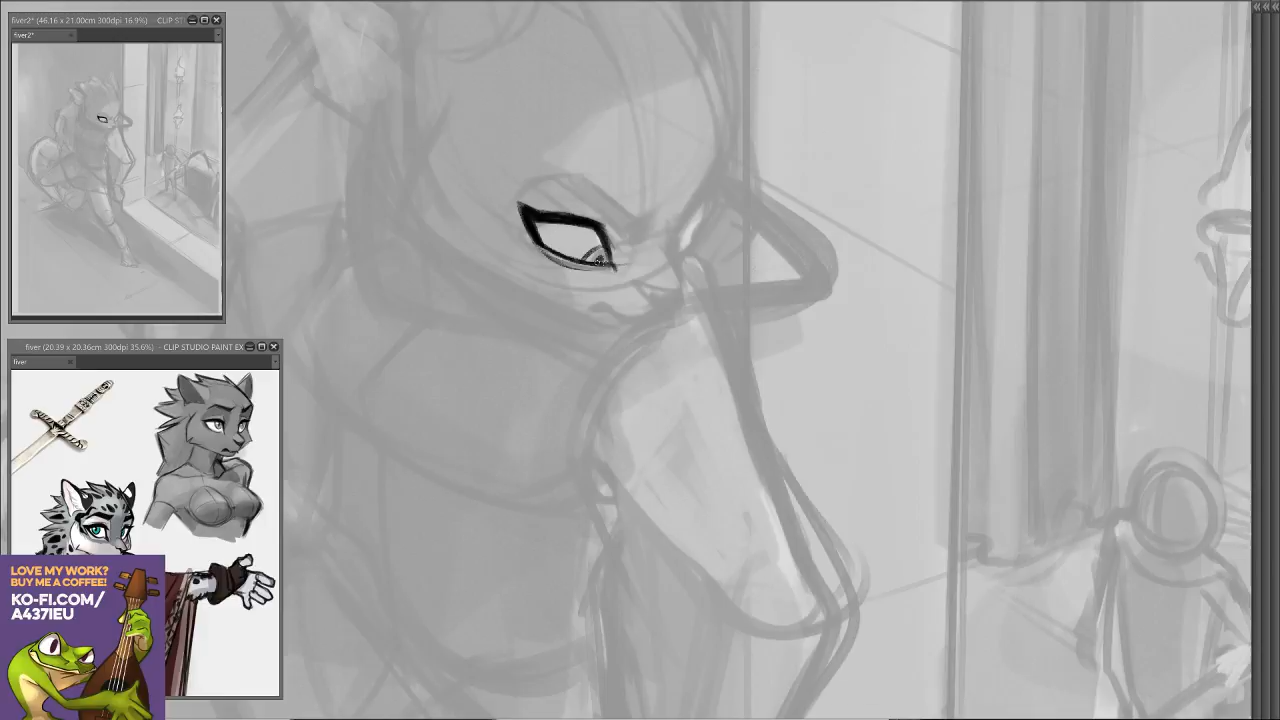 fiver2* (46.16 x 21.00cm 300dpi 16.9%) - CLIP ST
fiver2*
fiver (20.39 x 20.36cm 300dpi 35.6%) - CLIP STUDIO PAINT EX
fiver
LOVE MY WORK?
BUY ME A COFFEE!
KO-FI.COM/
A437IEU